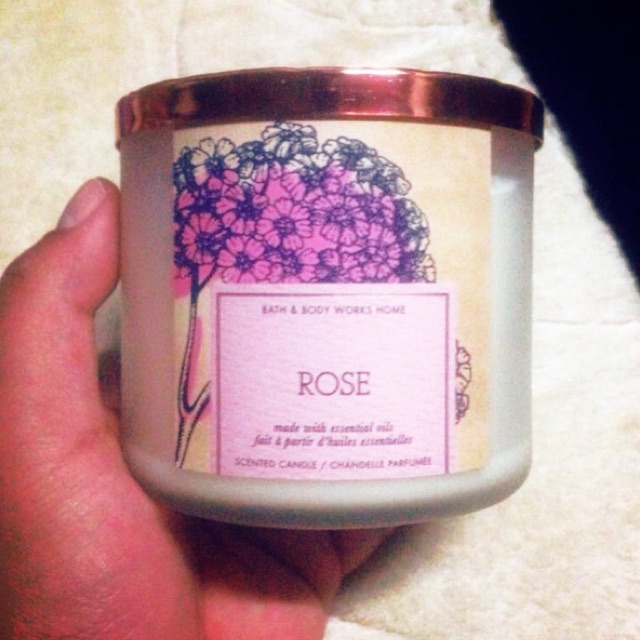 BATH & BODY WORKS HOME
ROSE
made with essential oils
fait à partir d'huiles essentielles
SCENTED CANDLE / CHANDELLE PARFUMÉE